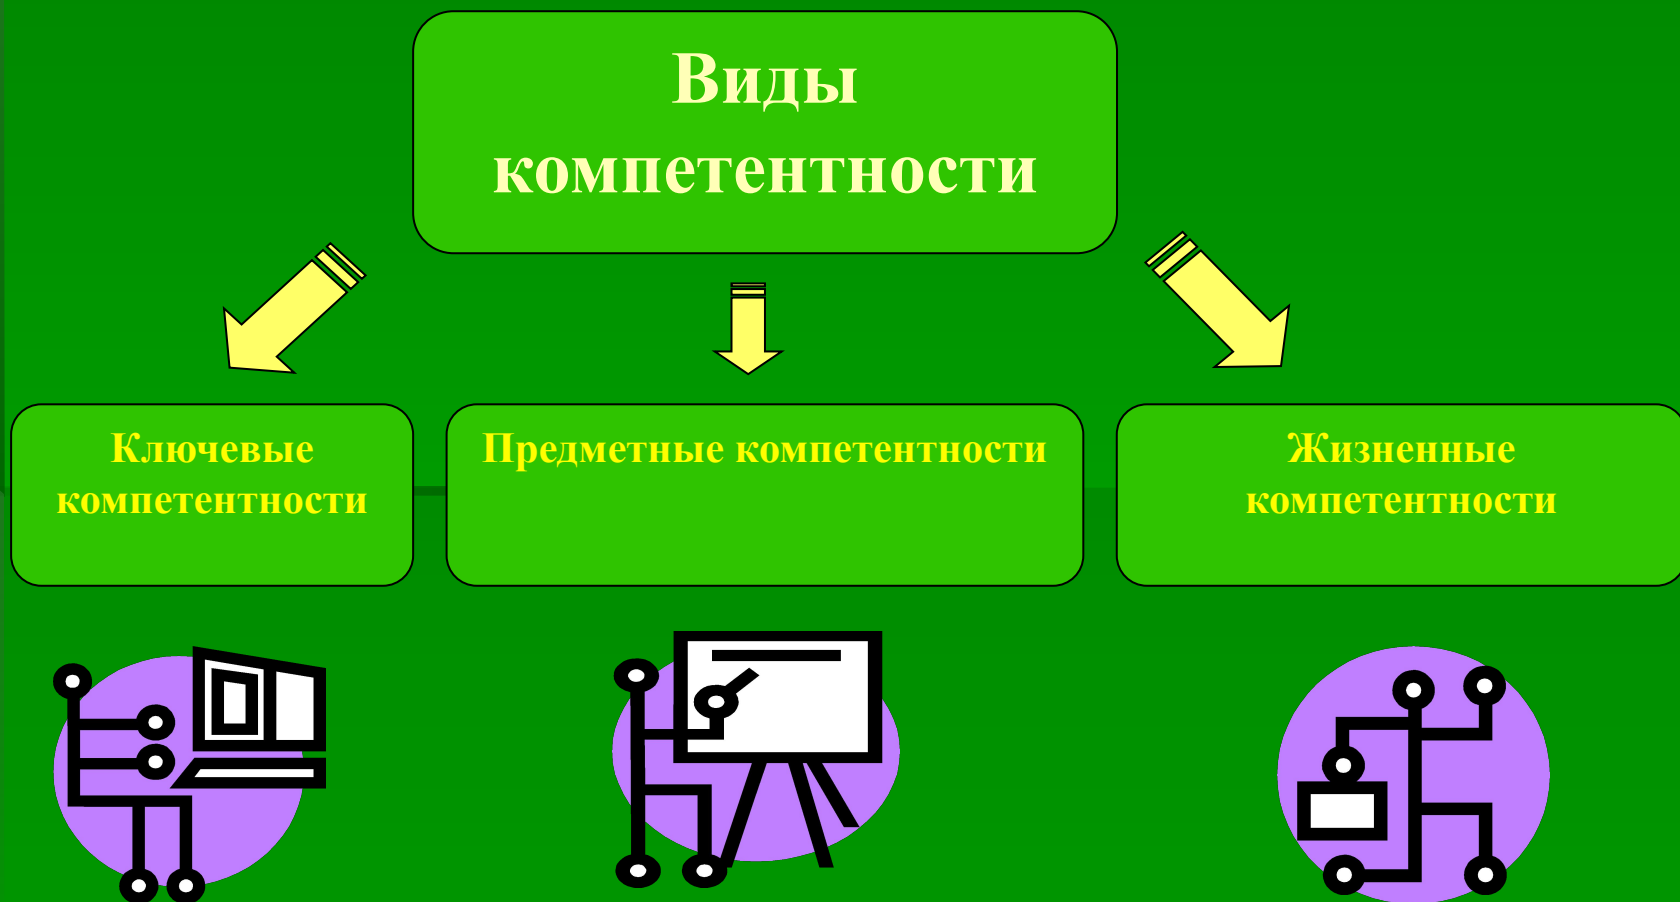 Виды
компетентности
Ключевые
компетентности
Предметные компетентности
Жизненные
компетентности